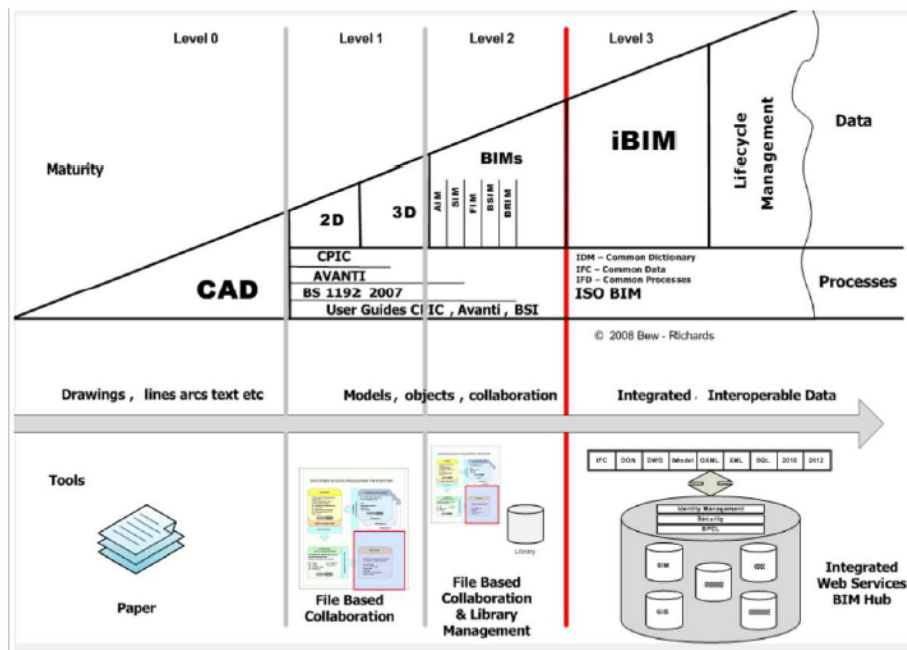 Level 0
Level 1
Level 2
Level 3
Maturity
CAD
2D
3D
BIMs
AIM
SIM
FIM
BSIM
BRIM
iBIM
Lifecycle
Management
Data
Processes
CPIC
AVANTI
BS 1192 2007
User Guides CPIC , Avanti , BSI
IDM – Common Dictionary
IFC – Common Data
IFD – Common Processes
ISO BIM
© 2008 Bew - Richards
Drawings , lines arcs text etc
Models , objects , collaboration
Integrated , Interoperable Data
Tools
Paper
File Based
Collaboration
Library
File Based
Collaboration
& Library
Management
IFC
DGN
DWG
iModel
GXML
XML
SQL
2010
2012
Identity Management
Security
GIS
Integrated
Web Services
BIM Hub